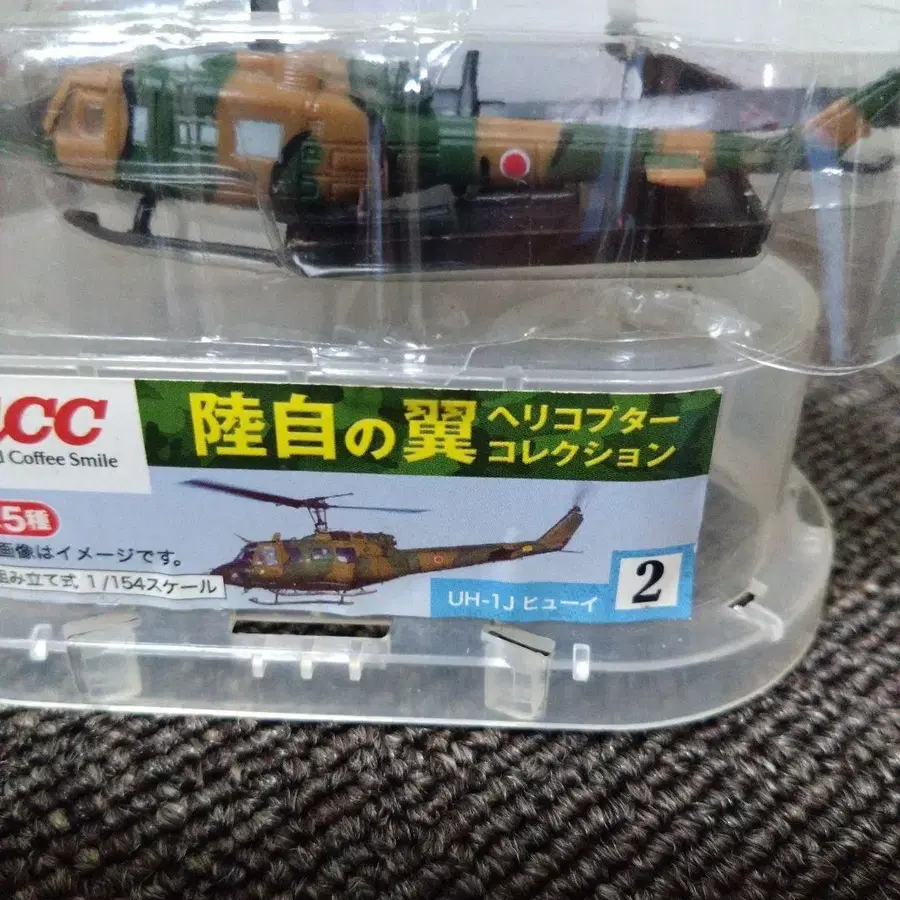 CC
Coffee Smile
陸自の翼
ヘリコプター
コレクション
5種
画像はイメージです。
組み立て式 1/154スケール
UH-1J ヒューイ
2